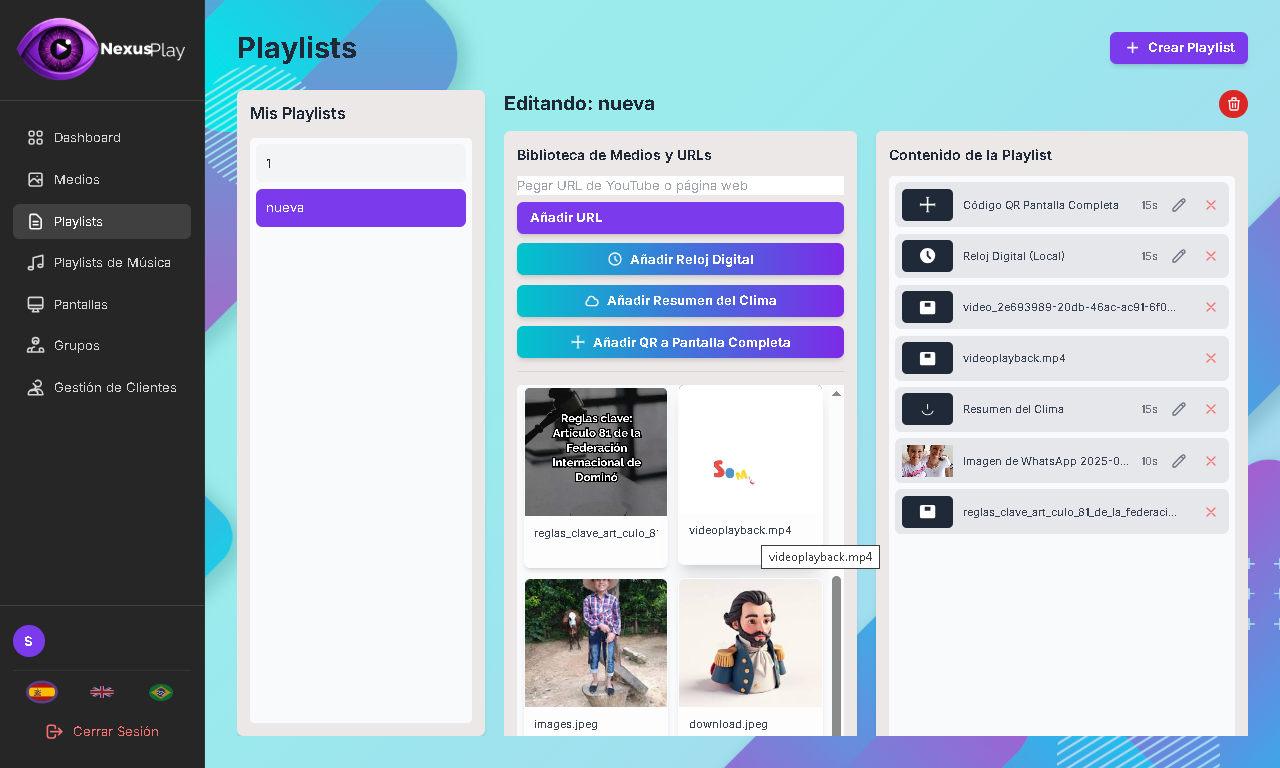 NexusPlay
Dashboard
Medios
Playlists
Playlists de Música
Pantallas
Grupos
Gestión de Clientes
S
Cerrar Sesión
Playlists
Crear Playlist
Mis Playlists
1
nueva
Editando: nueva
Biblioteca de Medios y URLs
Pegar URL de YouTube o página web
Añadir URL
Añadir Reloj Digital
Añadir Resumen del Clima
Añadir QR a Pantalla Completa
Reglas clave:
Artículo 81 de la
Federación
Internacional de
Dominó
reglas_clave_art_culo_81
SOM
videoplayback.mp4
videoplayback.mp4
images.jpeg
download.jpeg
Contenido de la Playlist
Código QR Pantalla Completa 15s
Reloj Digital (Local) 15s
video_2e693989-20db-46ac-ac91-6f0...
videoplayback.mp4
Resumen del Clima 15s
Imagen de WhatsApp 2025-0... 10s
reglas_clave_art_culo_81_de_la_federaci...